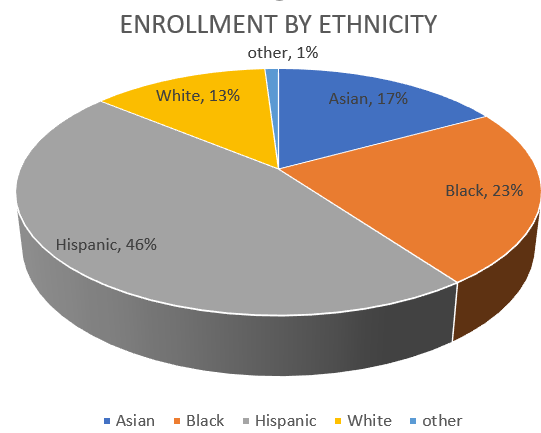 ENROLLMENT BY ETHNICITY
other, 1%
White, 13%
Asian, 17%
Black, 23%
Hispanic, 46%
Asian Black Hispanic White other